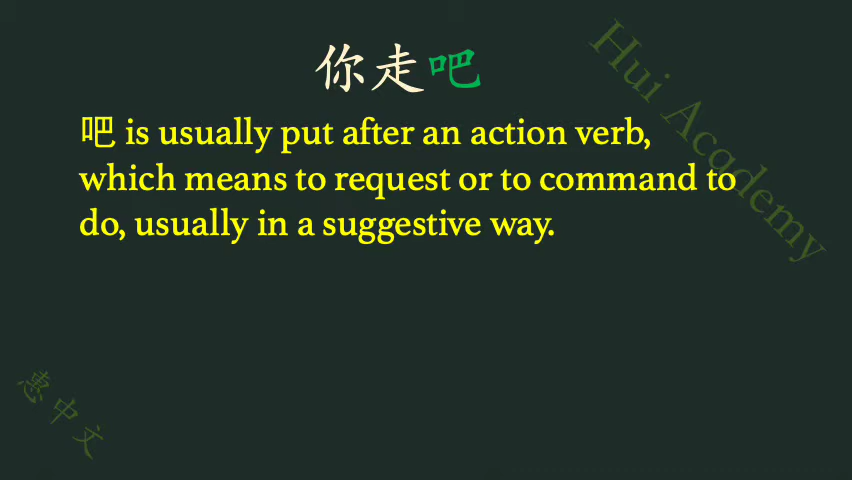 你走吧
吧 is usually put after an action verb,
which means to request or to command to
do, usually in a suggestive way.
Hui Academy
惠中文